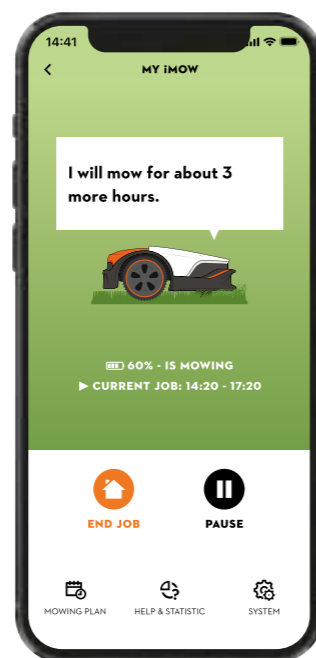 14:41
MY iMOW
I will mow for about 3
more hours.
60% - IS MOWING
CURRENT JOB: 14:20 - 17:20
END JOB
PAUSE
MOWING PLAN
HELP & STATISTIC
SYSTEM